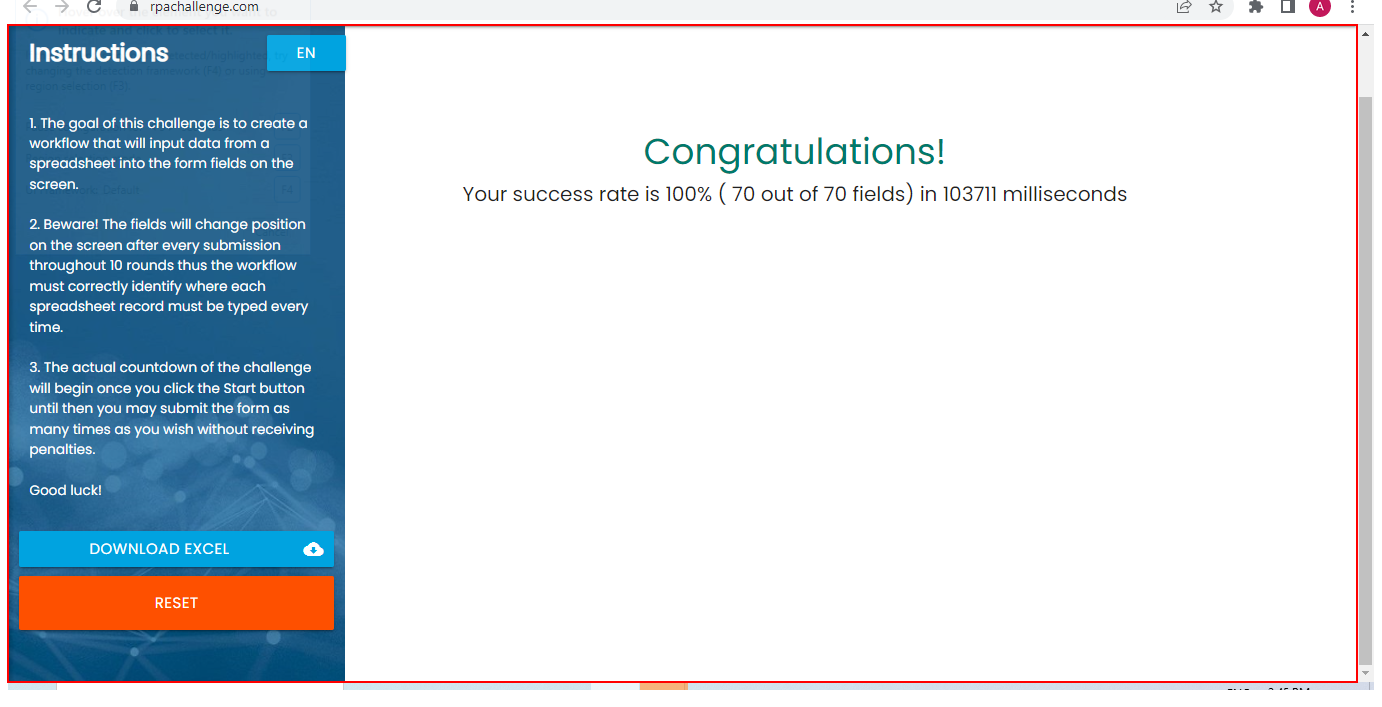 rpachallenge.com
A
Instructions
EN
1. The goal of this challenge is to create a
workflow that will input data from a
spreadsheet into the form fields on the
screen.
2. Beware! The fields will change position
on the screen after every submission
throughout 10 rounds thus the workflow
must correctly identify where each
spreadsheet record must be typed every
time.
3. The actual countdown of the challenge
will begin once you click the Start button
until then you may submit the form as
many times as you wish without receiving
penalties.
Good luck!
DOWNLOAD EXCEL
RESET
Congratulations!
Your success rate is 100% ( 70 out of 70 fields) in 103711 milliseconds